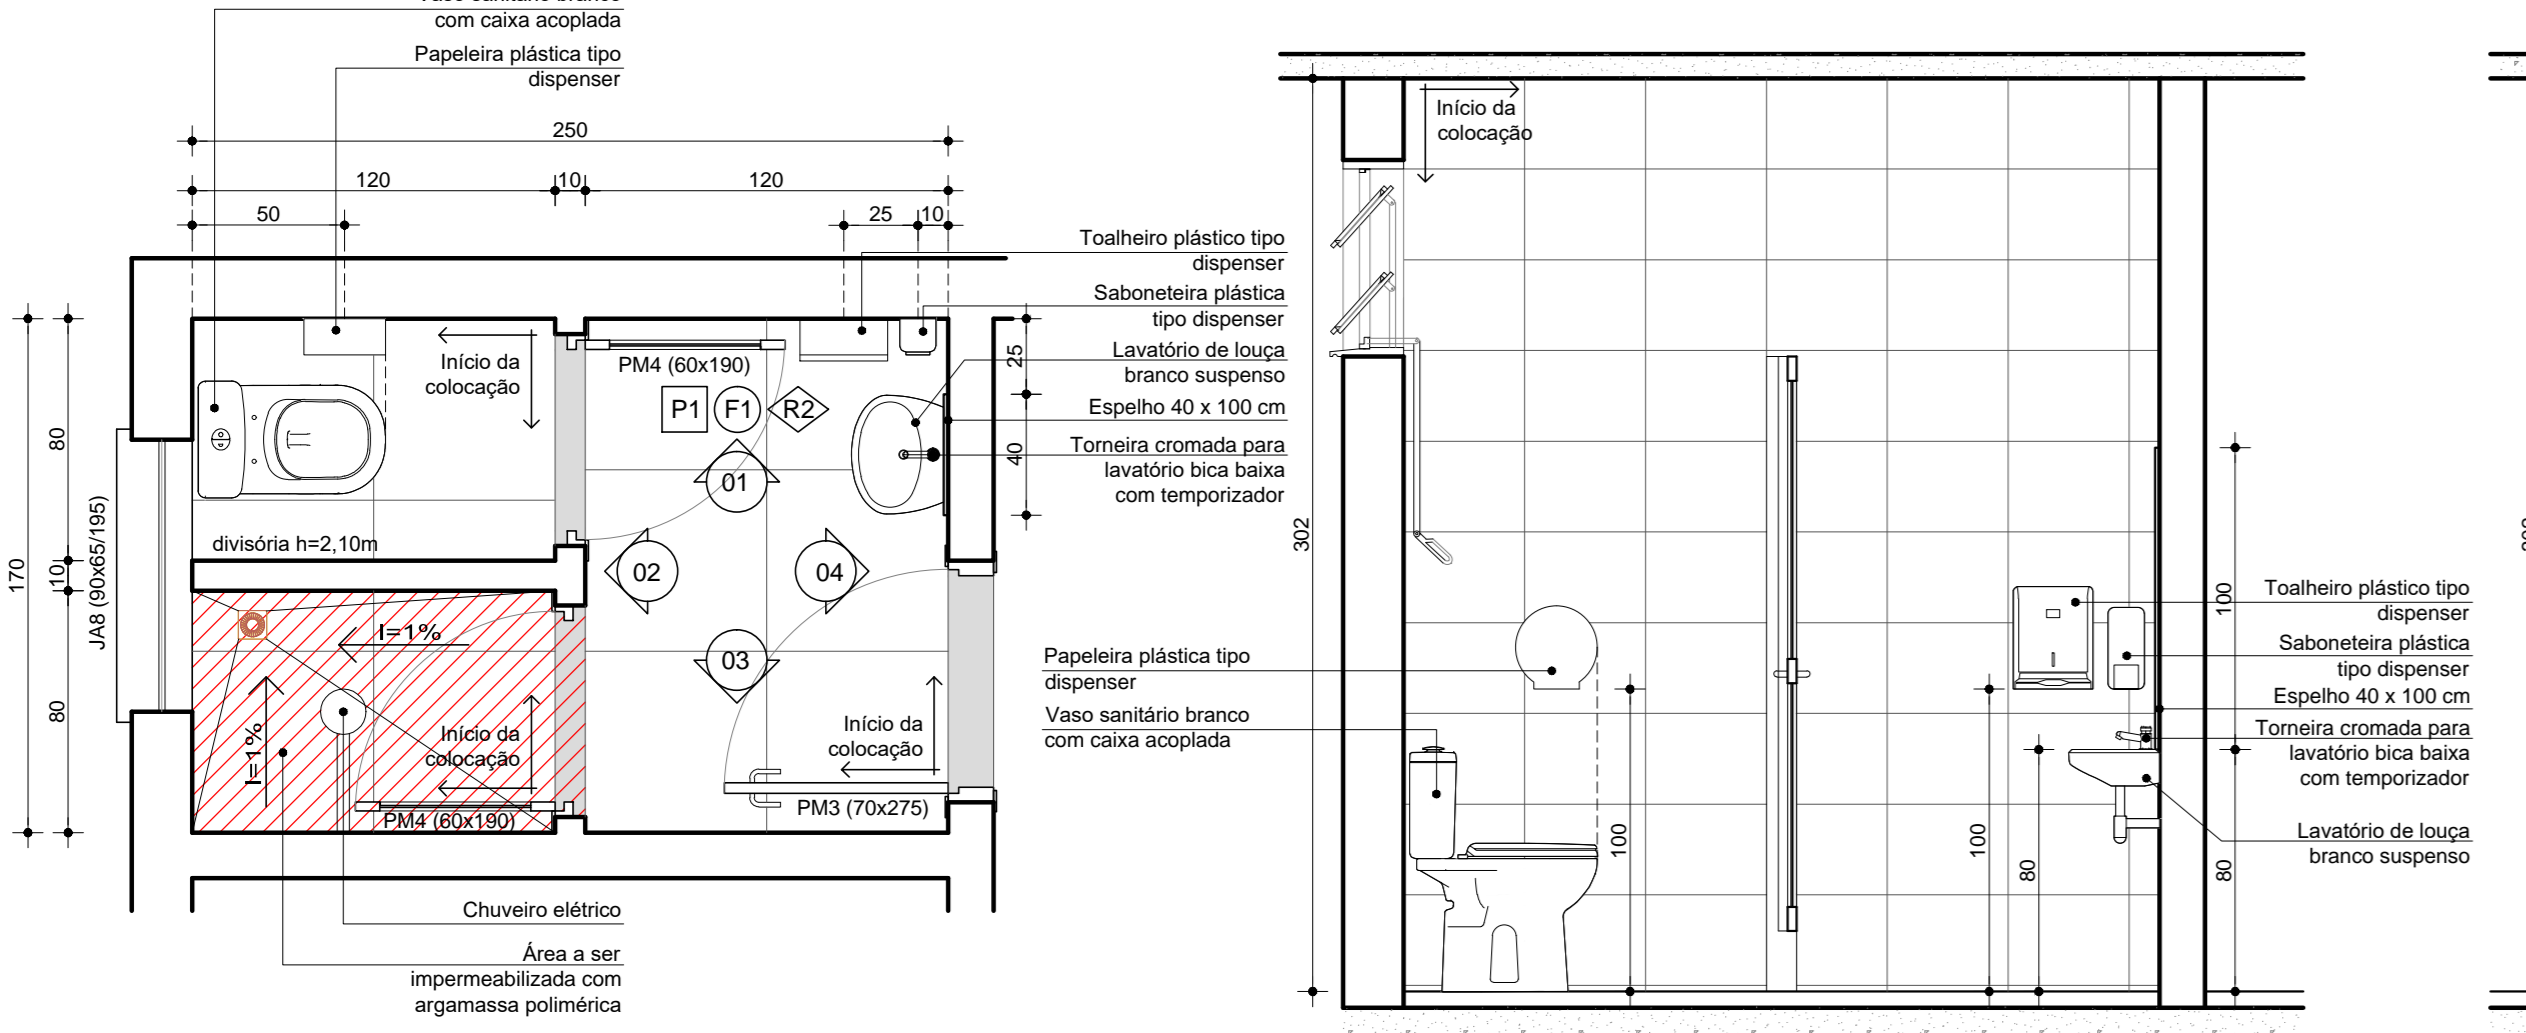 Vaso sanitário branco
com caixa acoplada
Papeleira plástica tipo
dispenser
250
120
10
120
50
25
10
Toalheiro plástico tipo
dispenser
Saboneteira plástica
tipo dispenser
Lavatório de louça
branco suspenso
Espelho 40 x 100 cm
Torneira cromada para
lavatório bica baixa
com temporizador
25
40
170
80
10
80
JA8 (90x65/195)
Início da
colocação
PM4 (60x190)
P1
F1
R2
01
02
04
03
divisória h=2,10m
I=1%
I=1%
Início da
colocação
PM4 (60x190)
Início da
colocação
PM3 (70x275)
Chuveiro elétrico
Área a ser
impermeabilizada com
argamassa polimérica
Início da
colocação
302
Papeleira plástica tipo
dispenser
Vaso sanitário branco
com caixa acoplada
100
100
80
100
80
Toalheiro plástico tipo
dispenser
Saboneteira plástica
tipo dispenser
Espelho 40 x 100 cm
Torneira cromada para
lavatório bica baixa
com temporizador
Lavatório de louça
branco suspenso